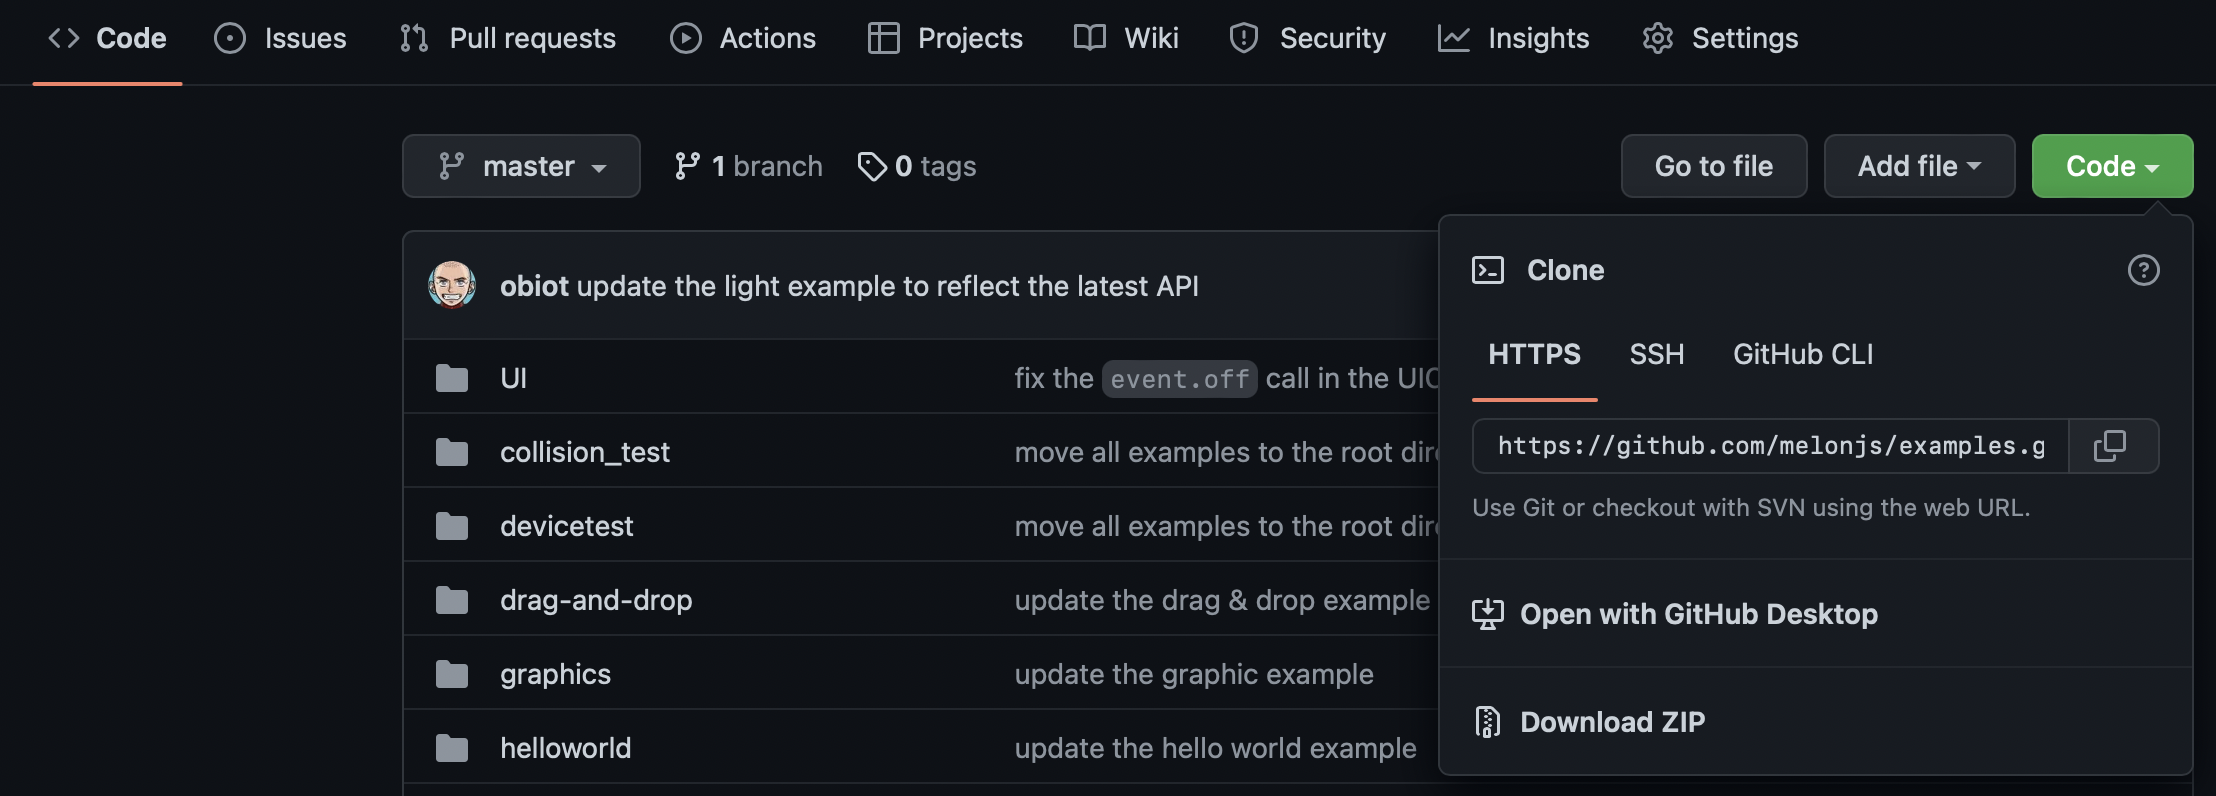 Code Issues Pull requests Actions Projects Wiki Security Insights Settings
master 1 branch 0 tags Go to file Add file Code
obiot update the light example to reflect the latest API
UI fix the event.off call in the
collision_test move all examples to the root
devicetest move all examples to the root
drag-and-drop update the drag & drop example
graphics update the graphic example
helloworld update the hello world example
Clone
HTTPS SSH GitHub CLI
https://github.com/melonjs/examples.g
Use Git or checkout with SVN using the web URL.
Open with GitHub Desktop
Download ZIP